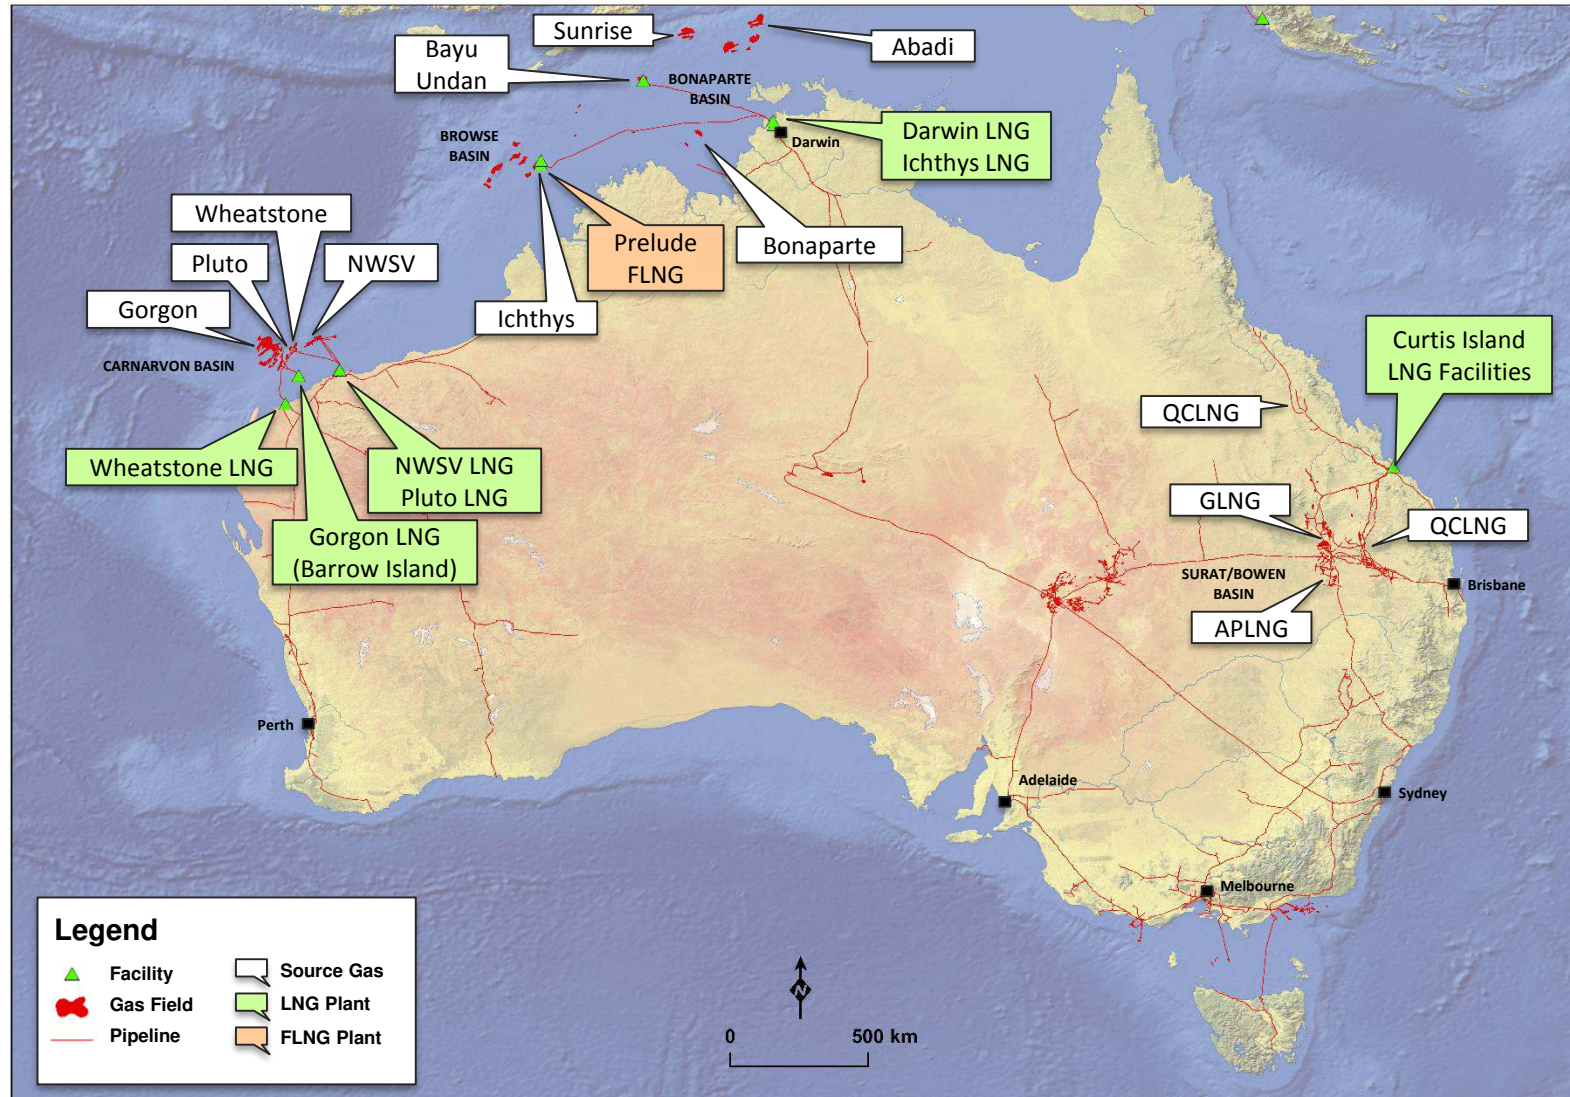 Sunrise
Abadi
Bayu
Undan
BONAPARTE
BASIN
BROWSE
BASIN
Darwin LNG
Ichthys LNG
Darwin
Wheatstone
Pluto
NWSV
Gorgon
Prelude
FLNG
Bonaparte
Ichthys
CARNARVON BASIN
Curtis Island
LNG Facilities
QCLNG
Wheatstone LNG
NWSV LNG
Pluto LNG
Gorgon LNG
(Barrow Island)
GLNG
QCLNG
SURAT/BOWEN
BASIN
Brisbane
APLNG
Perth
Adelaide
Sydney
Melbourne
Legend
Facility
Gas Field
Pipeline
Source Gas
LNG Plant
FLNG Plant
N
0 500 km